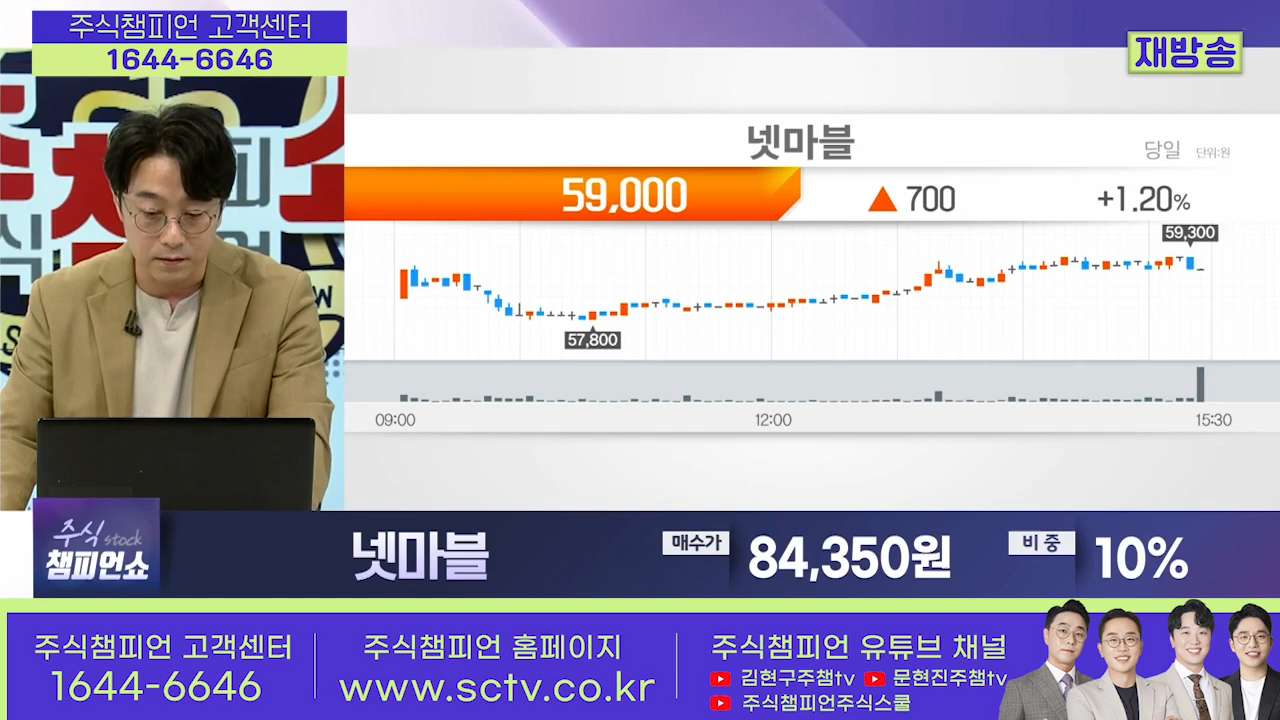 주식챔피언 고객센터
1644-6646
재방송
넷마블
당일 단위:원
59,000 ▲ 700 +1.20%
59,300
57,800
09:00 12:00 15:30
주식 stock
챔피언쇼
넷마블 매수가 84,350원 비중 10%
주식챔피언 고객센터
1644-6646
주식챔피언 홈페이지
www.sctv.co.kr
주식챔피언 유튜브 채널
김현구주챔tv 문현진주챔tv
주식챔피언주식스쿨